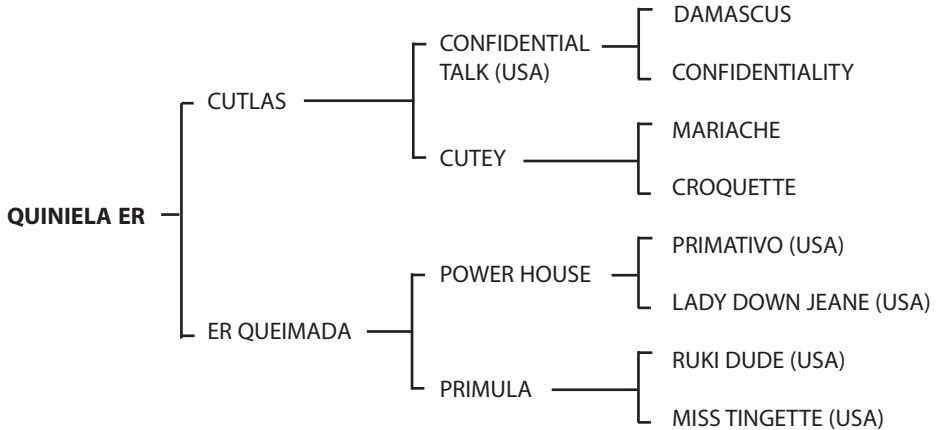 DAMASCUS
CONFIDENTIAL
TALK (USA)
CONFIDENTIALITY
CUTLAS
MARIACHE
CUTEY
CROQUETTE
QUINIELA ER
PRIMATIVO (USA)
POWER HOUSE
LADY DOWN JEANE (USA)
ER QUEIMADA
RUKI DUDE (USA)
PRIMULA
MISS TINGETTE (USA)